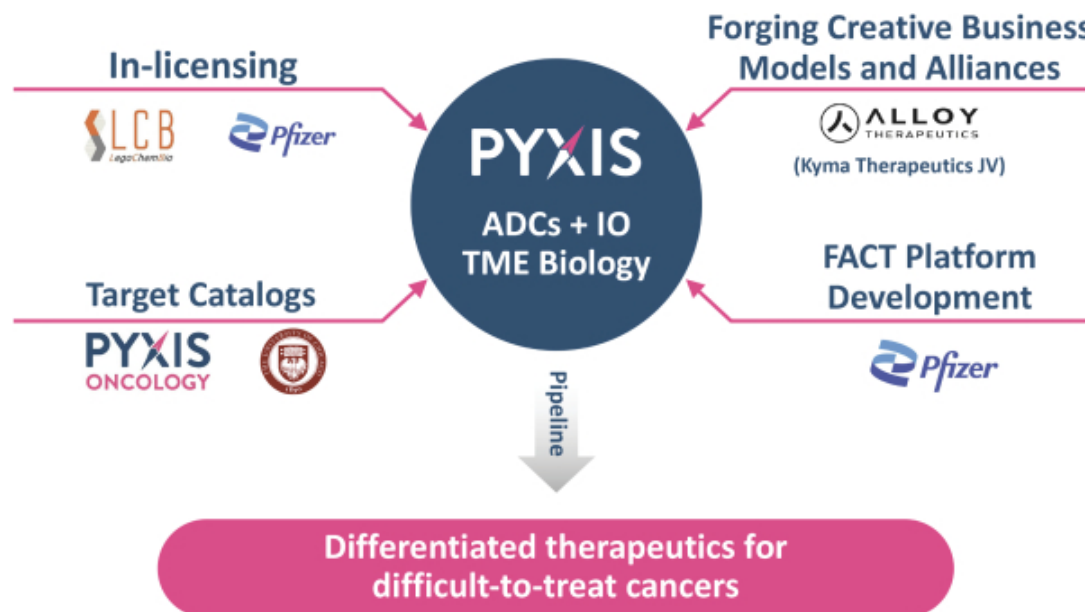 In-licensing
LCB
LegoChemBio
Pfizer
Forging Creative Business
Models and Alliances
ALLOY
THERAPEUTICS
(Kyma Therapeutics JV)
PYXIS
ADCs + IO
TME Biology
Target Catalogs
PYXIS
ONCOLOGY
FACT Platform
Development
Pfizer
Pipeline
Differentiated therapeutics for
difficult-to-treat cancers